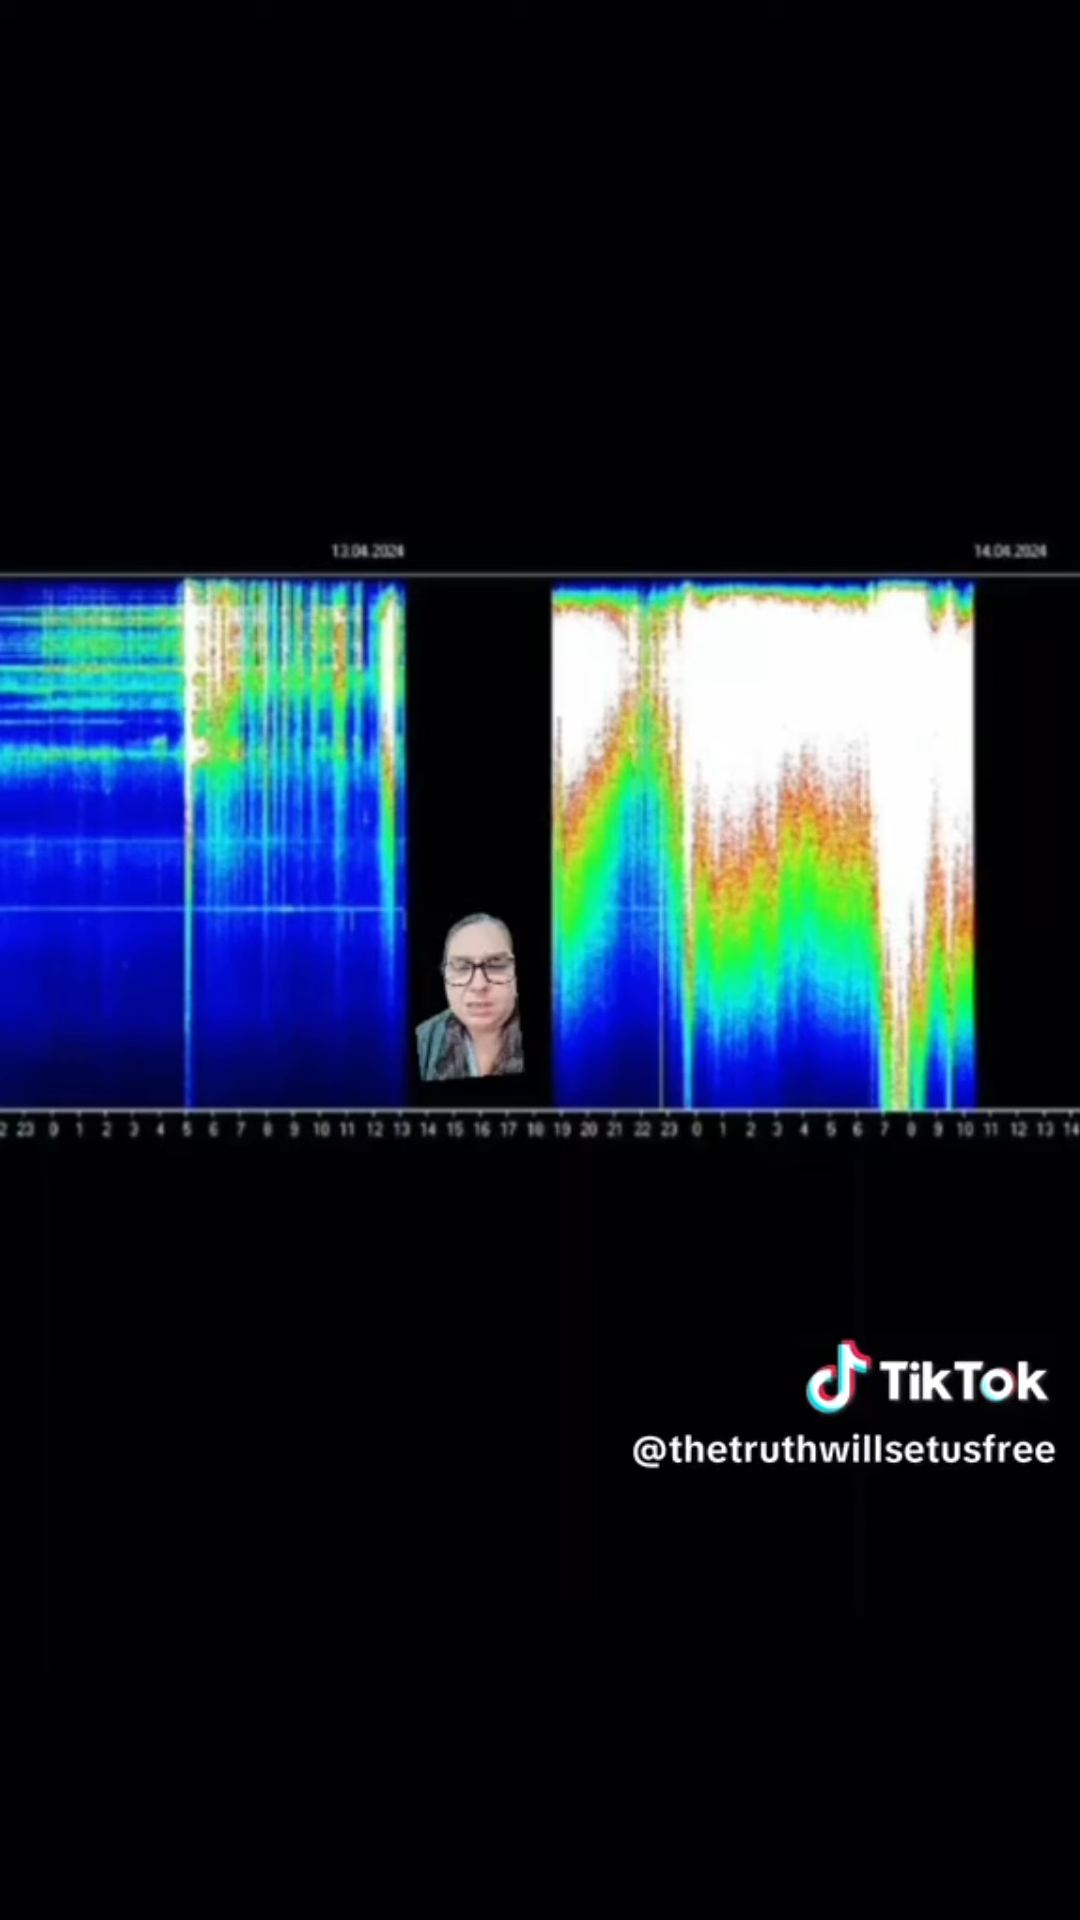 13.04.2024 14.04.2024
2 23 0 1 2 3 4 5 6 7 8 9 10 11 12 13 14 15 16 17 18 19 20 21 22 23 0 1 2 3 4 5 6 7 8 9 10 11 12 13 14
TikTok
@thetruthwillsetusfree